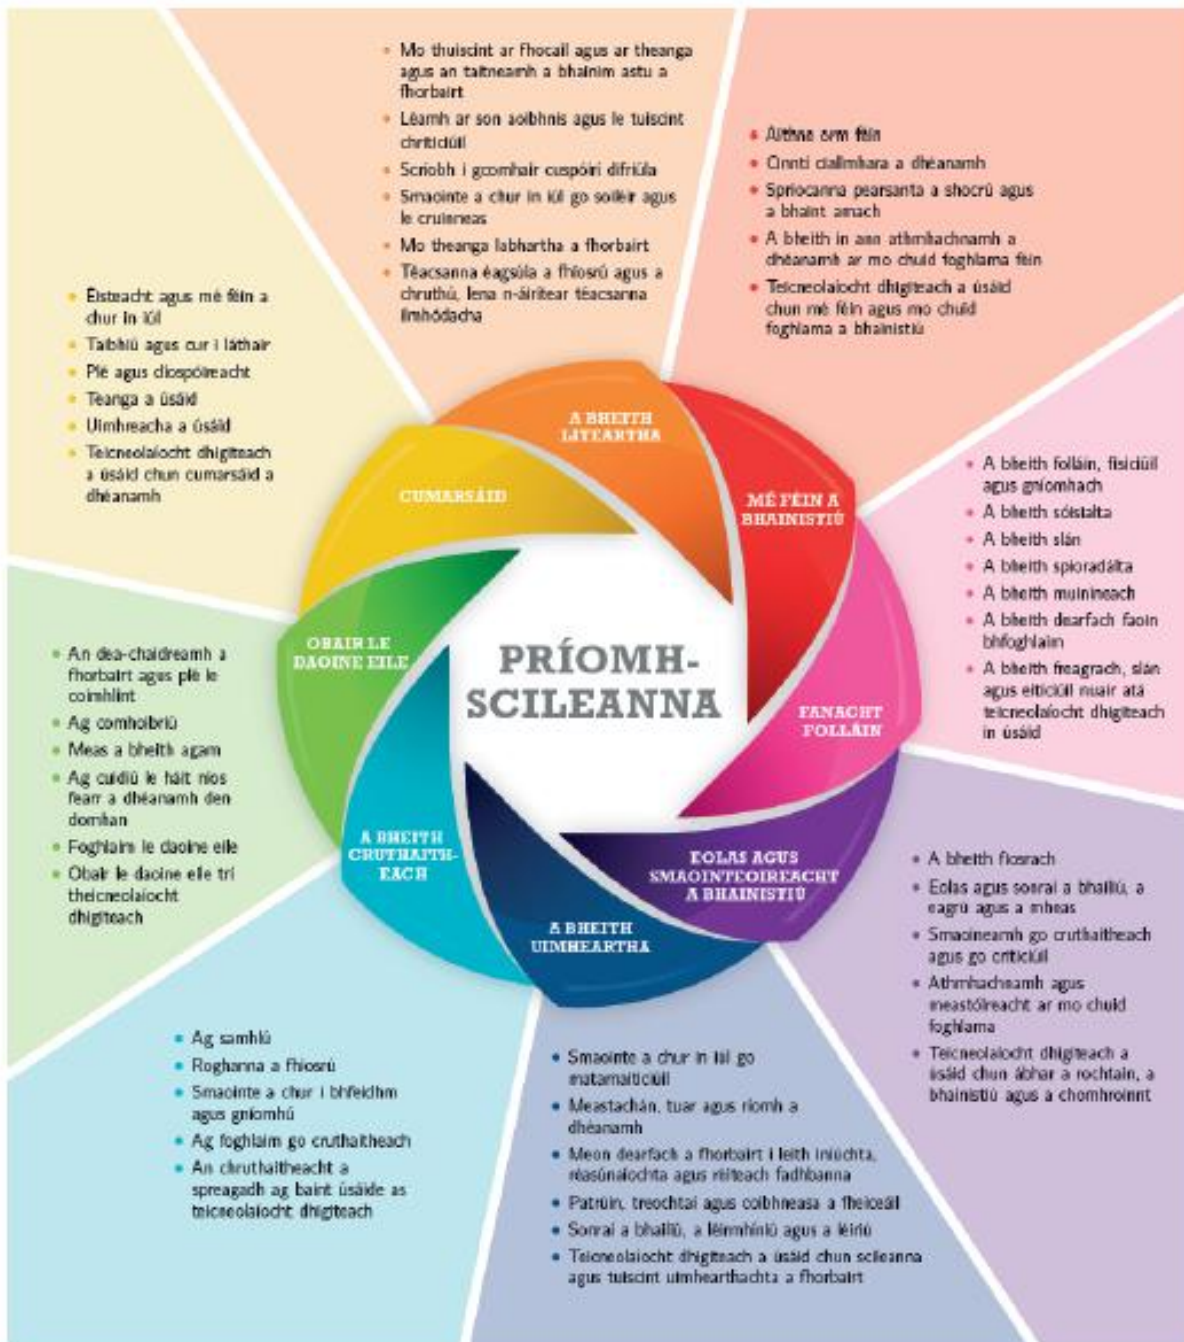 PRÍOMH-
SCILEANNA
A BHEITH
LITEARTHA
• Mo thuiscint ar fhocail agus ar theanga
agus an taitneamh a bhainim astu a
fhorbairt
• Léamh ar son aoibhnis agus le tuiscint
chriticiúil
• Scríobh i gcomhair cuspóirí difriúla
• Smaointe a chur in iúl go soiléir agus
le cruinneas
• Mo theanga labhartha a fhorbairt
• Téacsanna éagsúla a fhiosrú agus a
chruthú, lena n-áirítear téacsanna
ilmhódacha
MÉ FÉIN A
BHAINISTIÚ
• Aithne orm féin
• Cinntí ciallmhara a dhéanamh
• Spriocanna pearsanta a shocrú agus
a bhaint amach
• A bheith in ann athmhachnamh a
dhéanamh ar mo chuid foghlama féin
• Teicneolaíocht dhigiteach a úsáid
chun mé féin agus mo chuid
foghlama a bhainistiú
FANACHT
FOLLÁIN
• A bheith folláin, fisiciúil
agus gníomhach
• A bheith sóisialta
• A bheith slán
• A bheith spioradálta
• A bheith muiníneach
• A bheith dearfach faoin
bhfoghlaim
• A bheith freagrach, slán
agus eiticiúil nuair atá
teicneolaíocht dhigiteach
in úsáid
EOLAS AGUS
SMAOINTEOIREACHT
A BHAINISTIÚ
• A bheith fiosrach
• Eolas agus sonraí a bhailiú, a
eagrú agus a mheas
• Smaoineamh go cruthaitheach
agus go criticiúil
• Athmhachnamh agus
meastóireacht ar mo chuid
foghlama
• Teicneolaíocht dhigiteach a
úsáid chun ábhar a rochtain, a
bhainistiú agus a chomhroinnt
A BHEITH
UIMHEARTHA
• Smaointe a chur in iúl go
matamaiticiúil
• Meastachán, tuar agus ríomh a
dhéanamh
• Meon dearfach a fhorbairt i leith iniúchta,
réasúnaíochta agus réiteach fadhbanna
• Patrúin, treochtaí agus coibhneasa a fheiceáil
• Sonraí a bhailiú, a léirmhíniú agus a léiriú
• Teicneolaíocht dhigiteach a úsáid chun scileanna
agus tuiscint uimhearthachta a fhorbairt
A BHEITH
CRUTHAITH-
EACH
• Ag samhlú
• Roghanna a fhiosrú
• Smaointe a chur i bhfeidhm
agus gníomhú
• Ag foghlaim go cruthaitheach
• An chruthaitheacht a
spreagadh ag baint úsáide as
teicneolaíocht dhigiteach
OBAIR LE
DAOINE EILE
• An dea-chaidreamh a
fhorbairt agus plé le
coimhlint
• Ag comhoibriú
• Meas a bheith agam
• Ag cuidiú le háit níos
fearr a dhéanamh den
domhan
• Foghlaim le daoine eile
• Obair le daoine eile trí
theicneolaíocht
dhigiteach
CUMARSÁID
• Éisteacht agus mé féin a
chur in iúl
• Taibhiú agus cur i láthair
• Plé agus díospóireacht
• Teanga a úsáid
• Uimhreacha a úsáid
• Teicneolaíocht dhigiteach
a úsáid chun cumarsáid a
dhéanamh